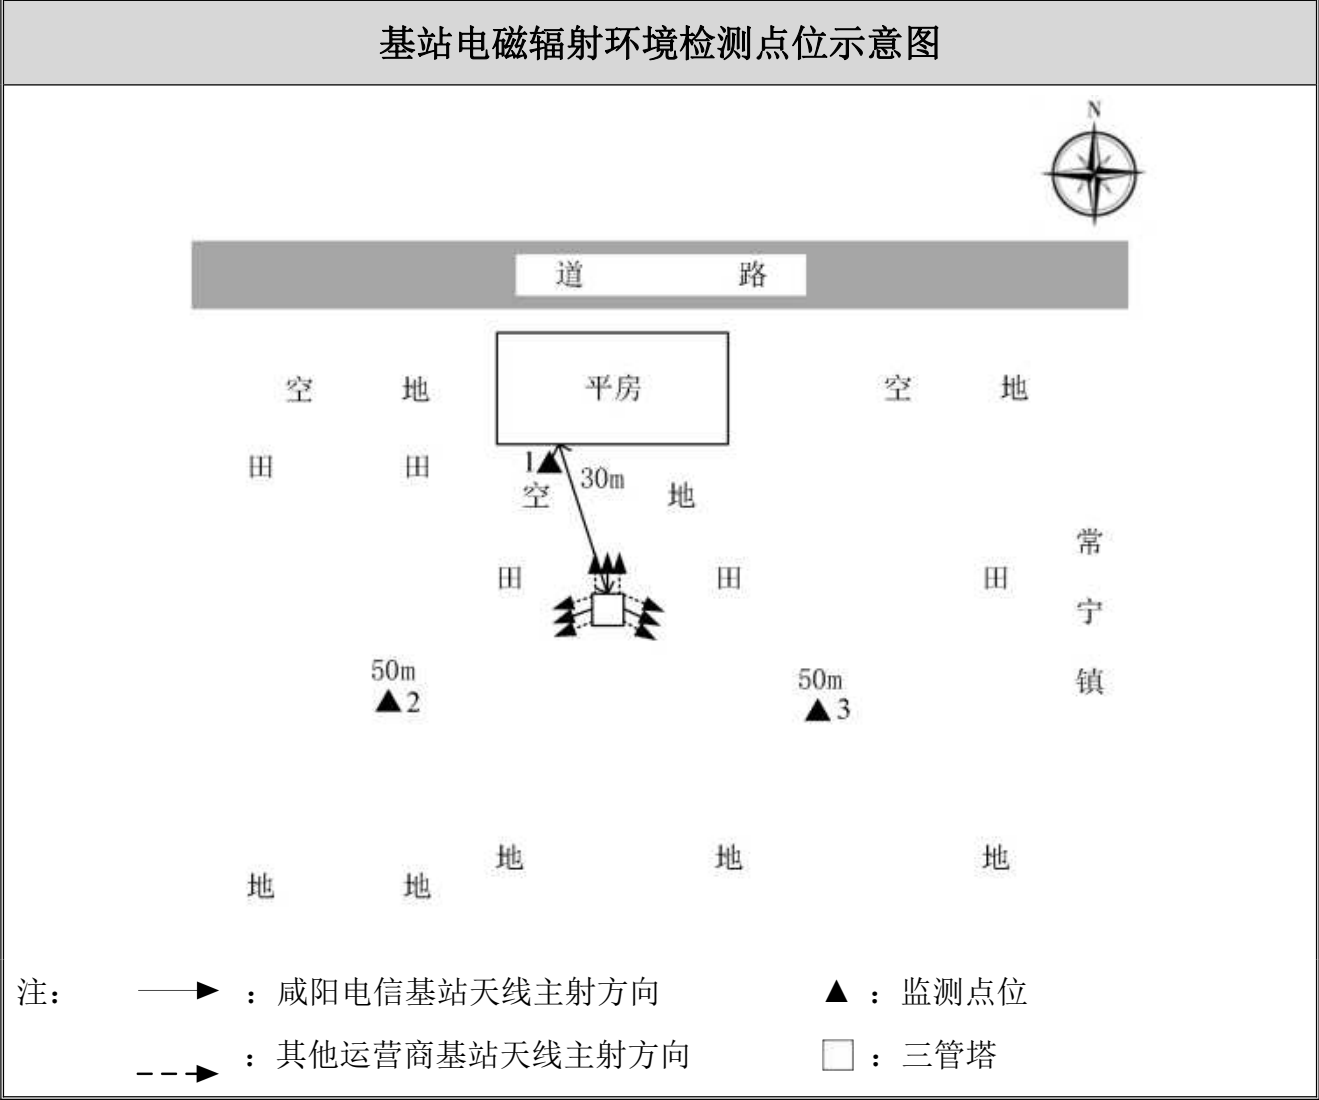 基站电磁辐射环境检测点位示意图
N
道 路
空 地 平房 空 地
田 田 1 30m
空 地
常
田 田 田
宁
50m 50m 镇
2 3
地 地 地
地 地
注： ：咸阳电信基站天线主射方向 ：监测点位
：其他运营商基站天线主射方向 ：三管塔